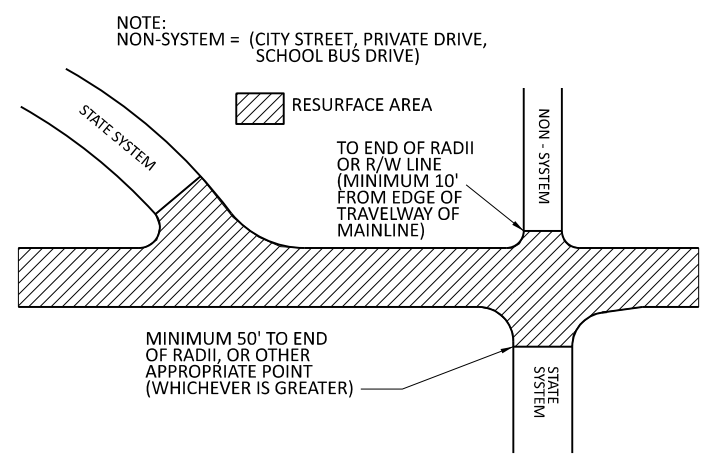 NOTE:
NON-SYSTEM = (CITY STREET, PRIVATE DRIVE,
SCHOOL BUS DRIVE)
RESURFACE AREA
STATE SYSTEM
NON - SYSTEM
TO END OF RADII
OR R/W LINE
(MINIMUM 10'
FROM EDGE OF
TRAVELWAY OF
MAINLINE)
MINIMUM 50' TO END
OF RADII, OR OTHER
APPROPRIATE POINT
(WHICHEVER IS GREATER)
STATE
SYSTEM